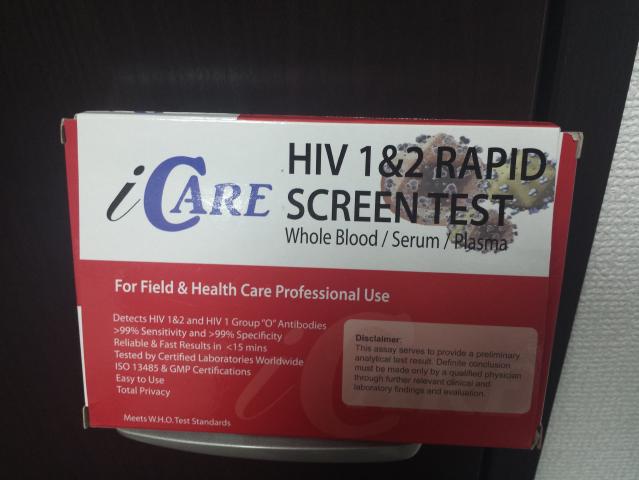 iCARE
HIV 1&2 RAPID
SCREEN TEST
Whole Blood / Serum / Plasma
For Field & Health Care Professional Use
Detects HIV 1&2 and HIV 1 Group "O" Antibodies
>99% Sensitivity and >99% Specificity
Reliable & Fast Results in <15 mins
Tested by Certified Laboratories Worldwide
ISO 13485 & GMP Certifications
Easy to Use
Total Privacy
Meets W.H.O. Test Standards
Disclaimer:
This assay serves to provide a preliminary
analytical test result. Definite conclusion
must be made only by a qualified physician
through further relevant clinical and
laboratory findings and evaluation.
iC